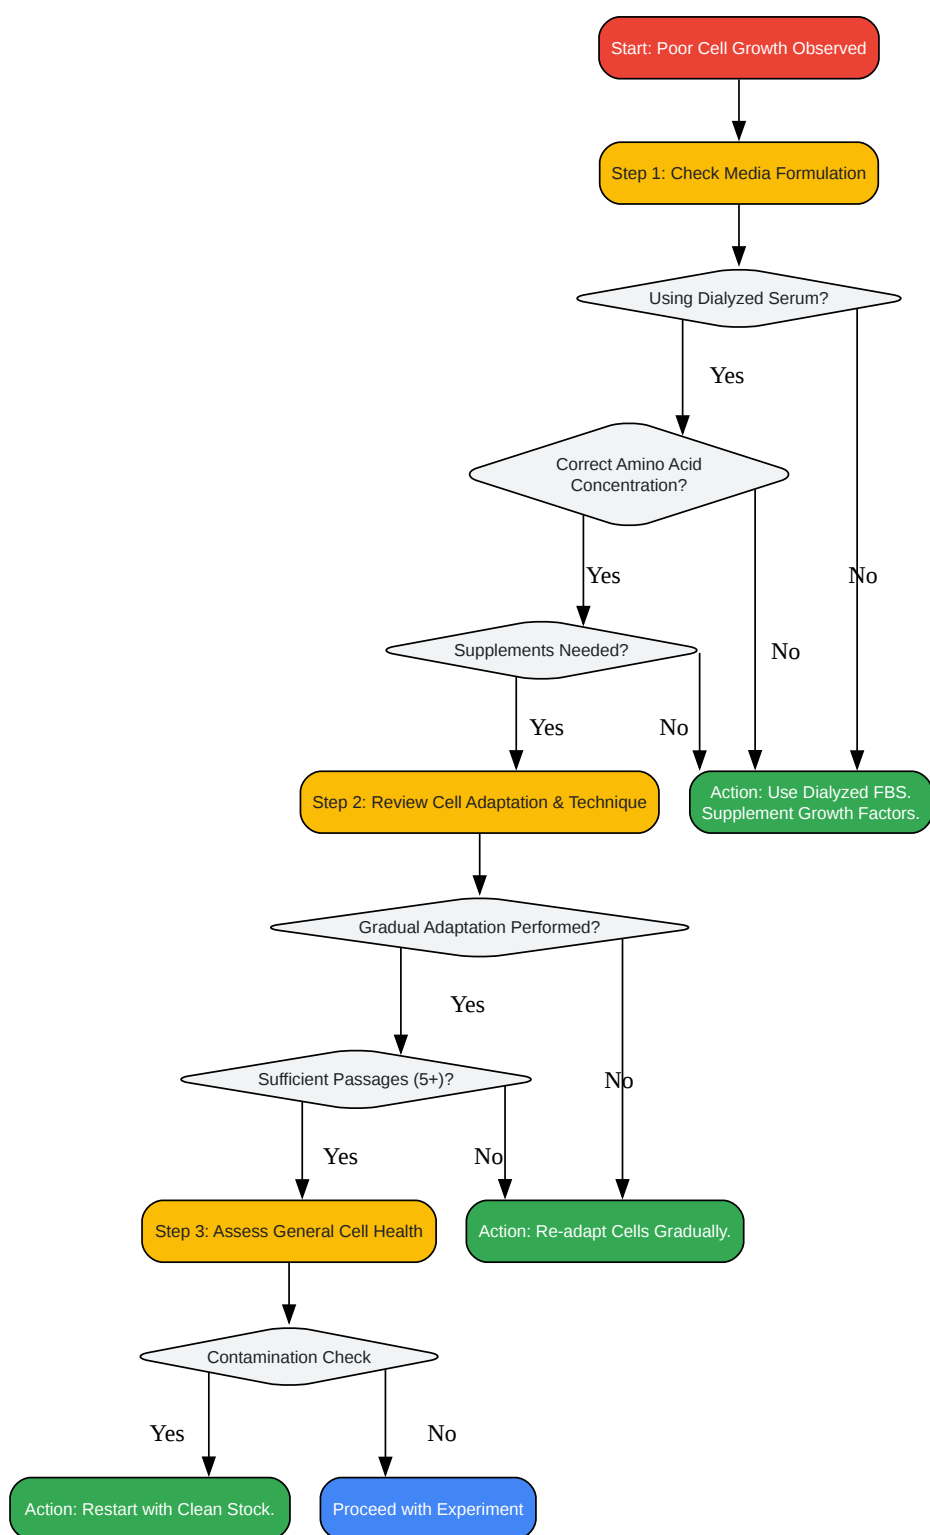 Start: Poor Cell Growth Observed
Step 1: Check Media Formulation
Using Dialyzed Serum?
Yes
Correct Amino Acid
Concentration?
Yes
No
Supplements Needed?
No
Yes
No
Step 2: Review Cell Adaptation & Technique
Action: Use Dialyzed FBS.
Supplement Growth Factors.
Gradual Adaptation Performed?
Yes
Sufficient Passages (5+)?
No
Yes
No
Step 3: Assess General Cell Health
Action: Re-adapt Cells Gradually.
Contamination Check
Yes
No
Action: Restart with Clean Stock.
Proceed with Experiment